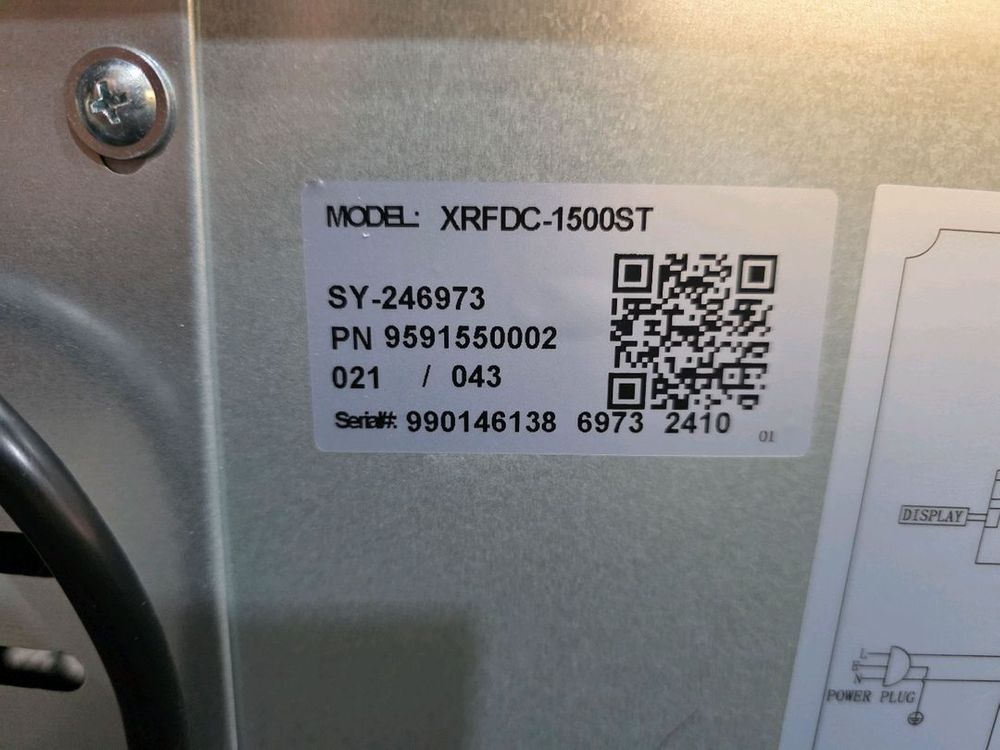 MODEL: XRFDC-1500ST
SY-246973
PN 9591550002
021 / 043
Serial#: 990146138 6973 2410
01
DISPLAY
L
E
N
POWER PLUG